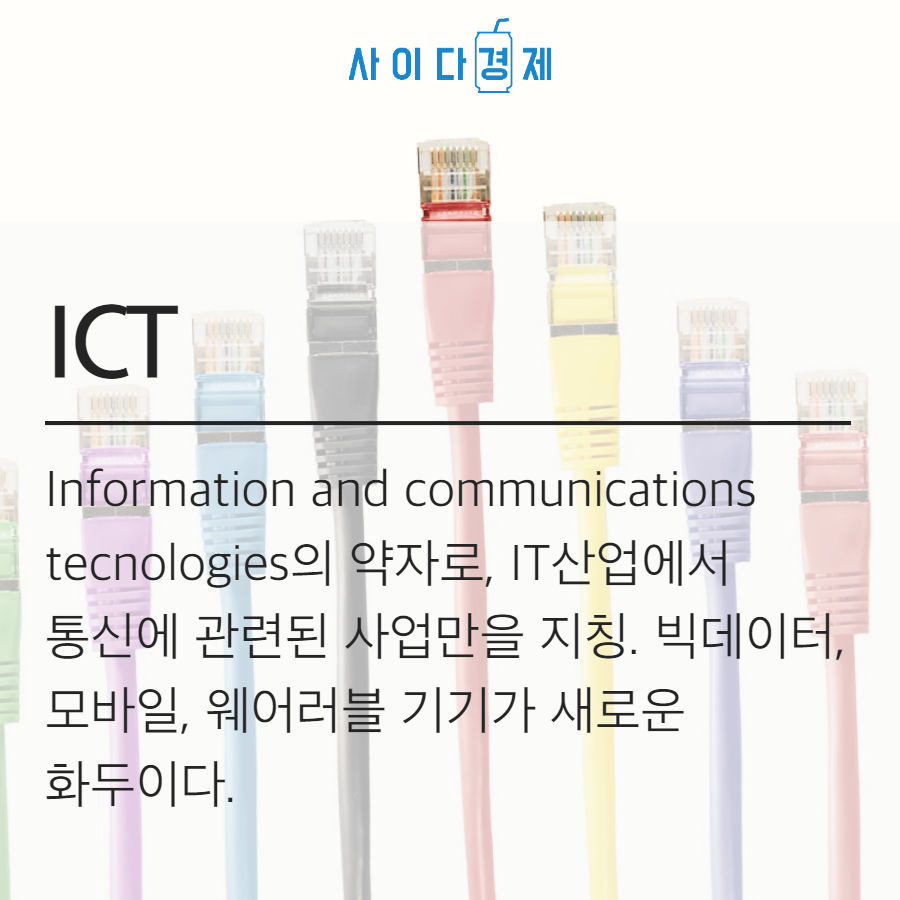 사이다경제
ICT
Information and communications
tecnologies의 약자로, IT산업에서
통신에 관련된 사업만을 지칭. 빅데이터,
모바일, 웨어러블 기기가 새로운
화두이다.